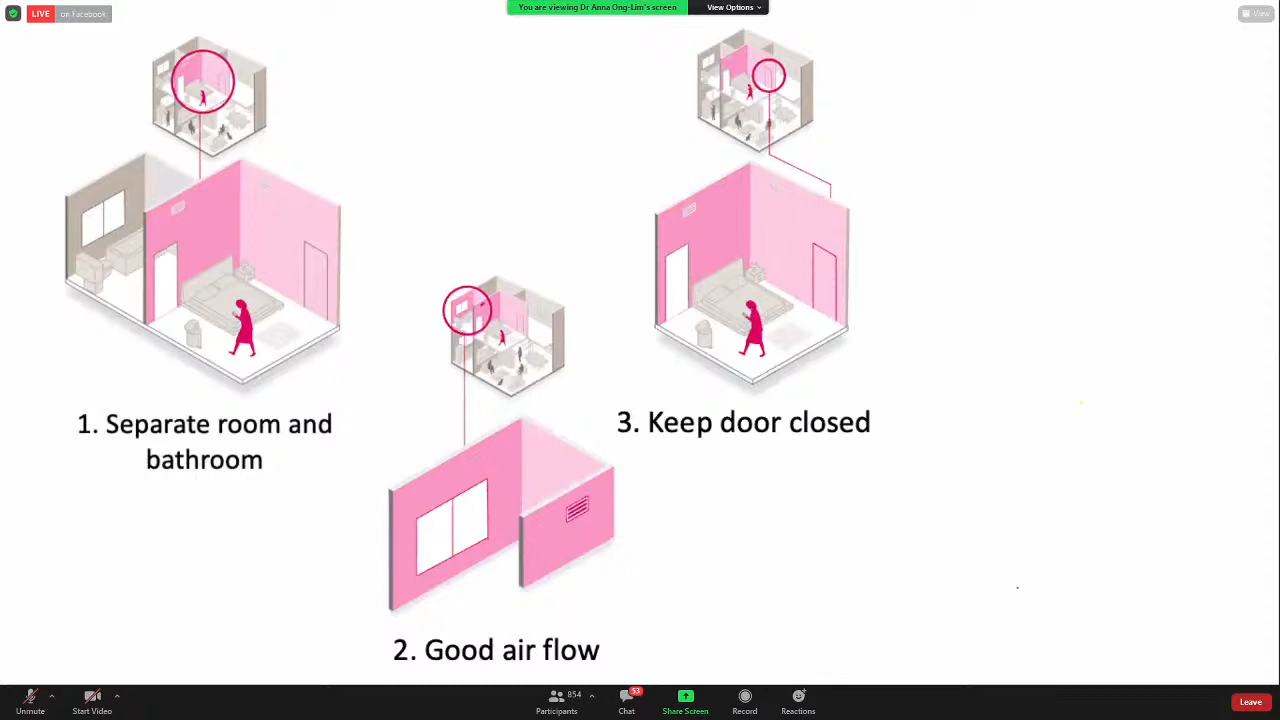 LIVE on Facebook
You are viewing Dr Anna Ong-Lim's screen
View Options
View
1. Separate room and
bathroom
2. Good air flow
3. Keep door closed
Unmute
Start Video
854
Participants
53
Chat
Share Screen
Record
Reactions
Leave